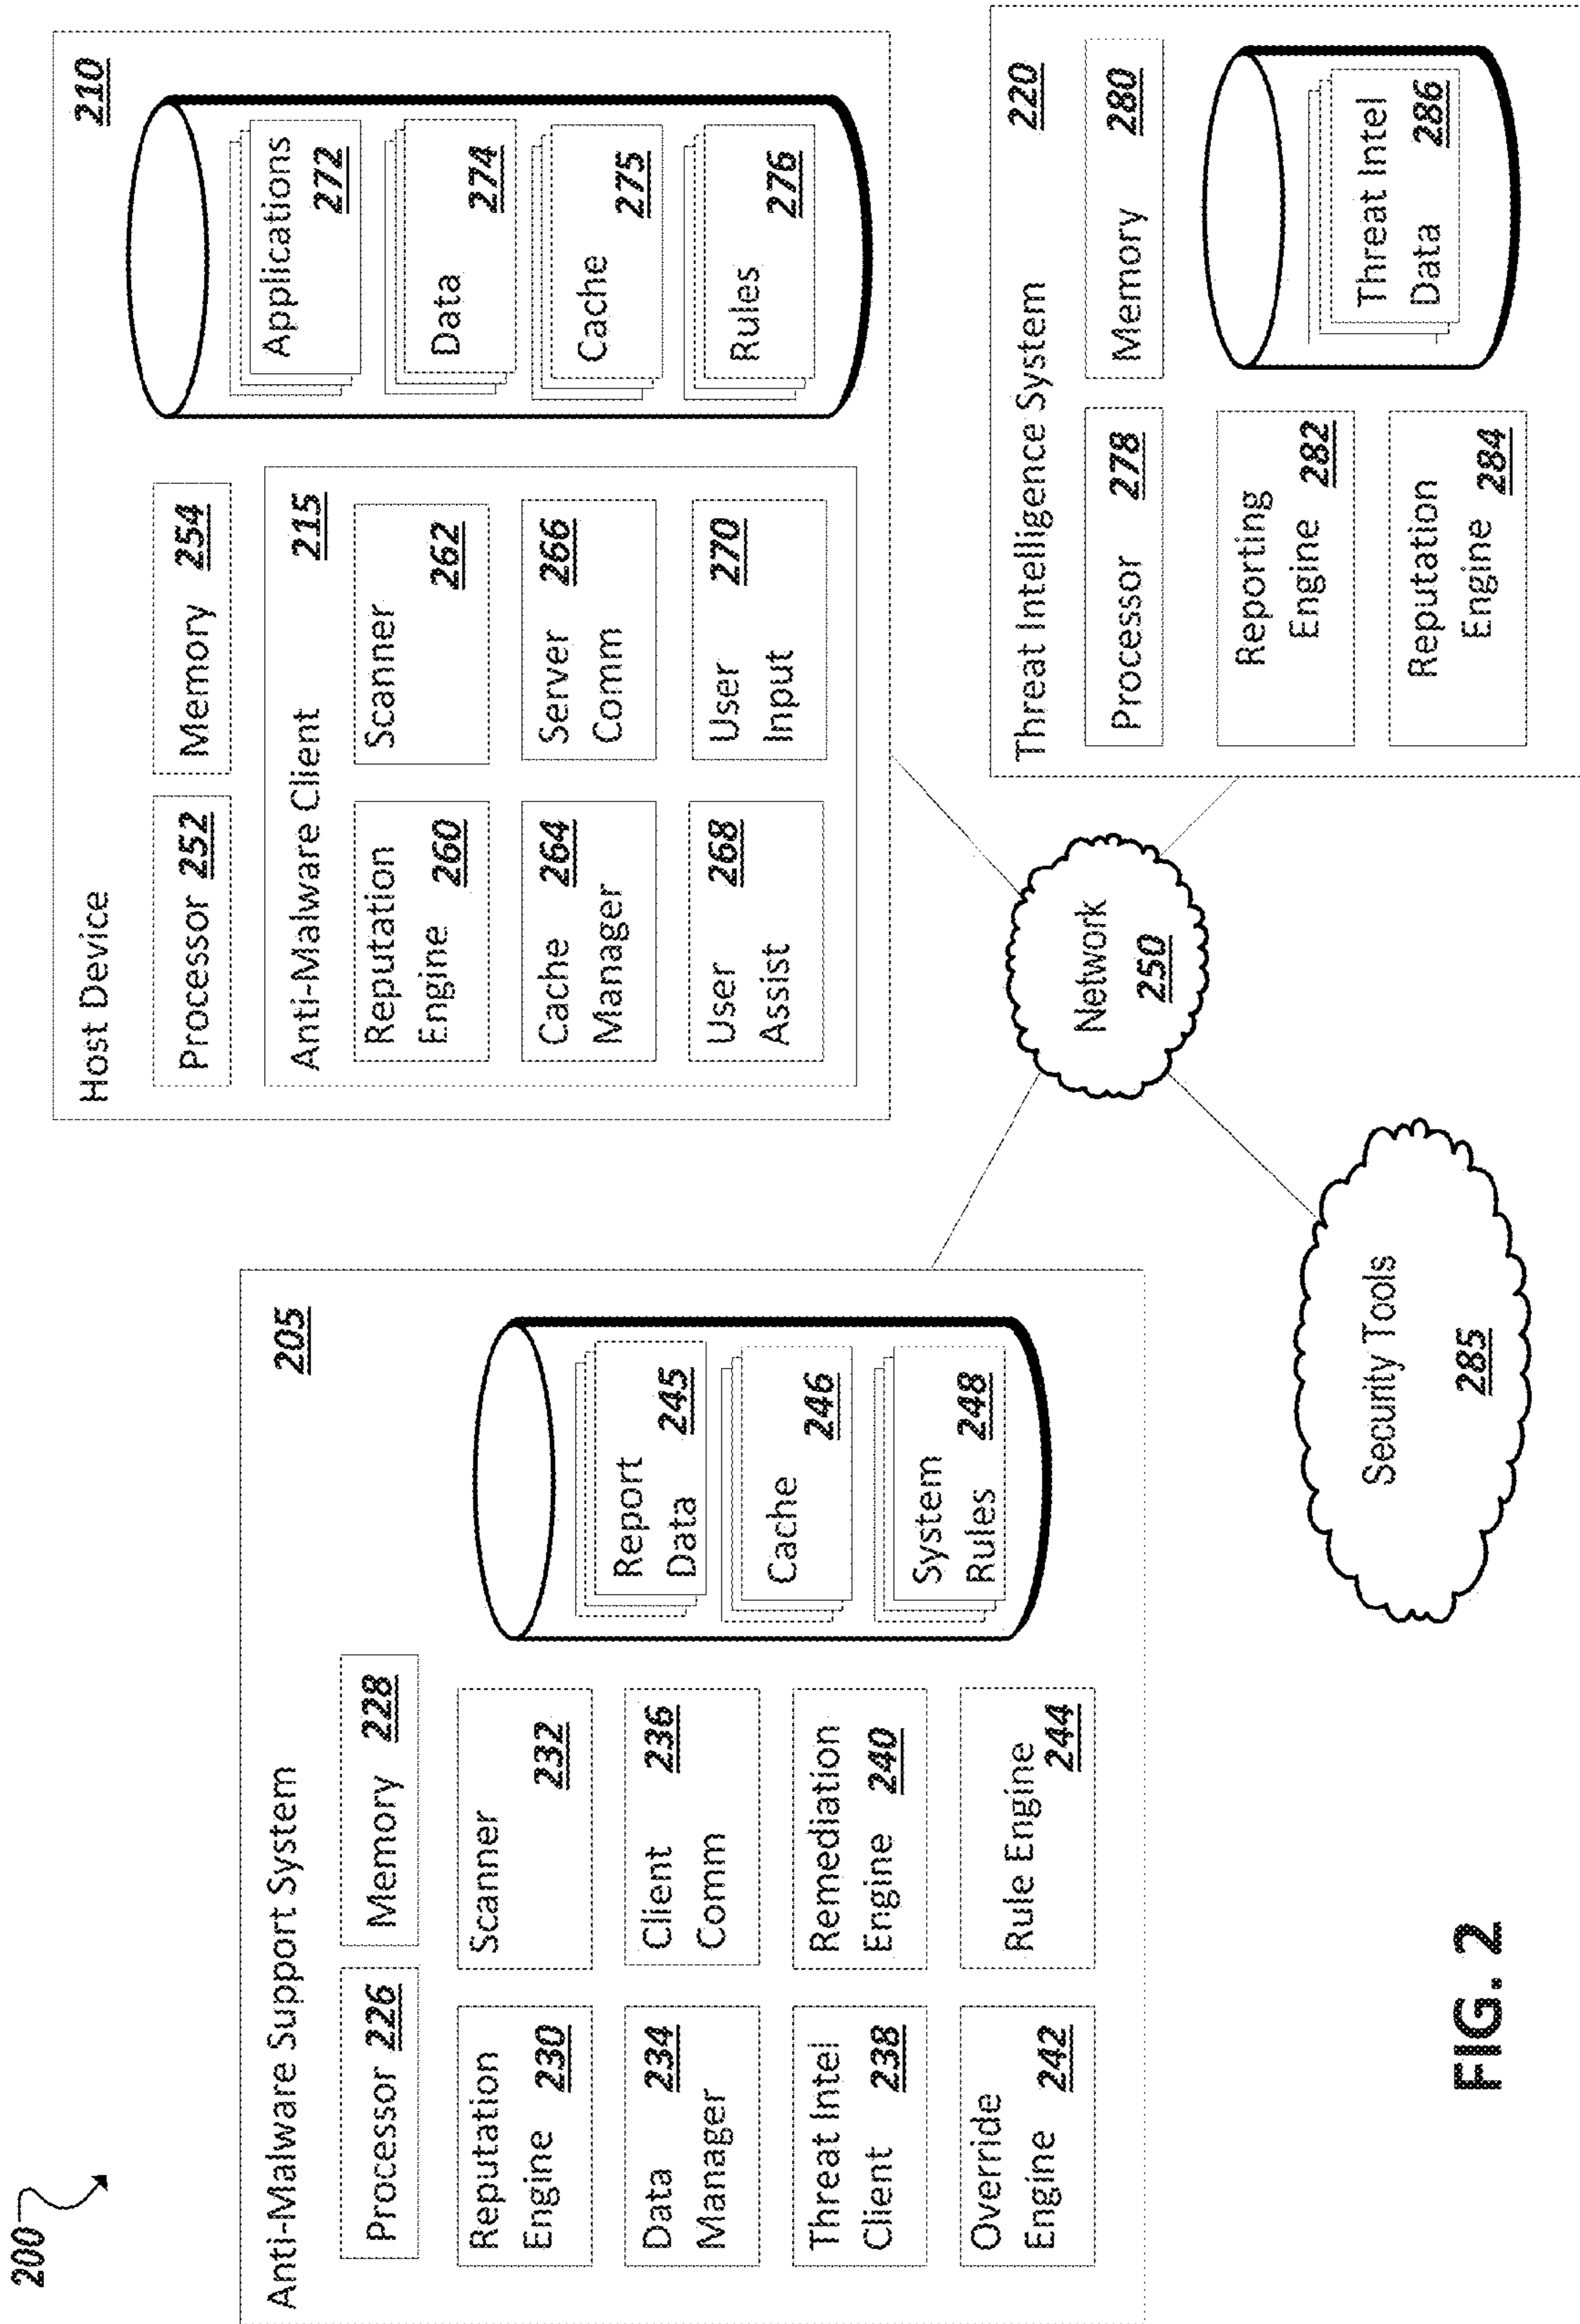 200
Anti-Malware Support System
205
Processor 226
Memory 228
Reputation
Engine 230
Scanner
232
Data 234
Manager
Client 236
Comm
Threat Intel
Client 238
Remediation
Engine 240
Override
Engine 242
Rule Engine
244
Report
Data 245
Cache
246
System
Rules 248
Host Device
210
Processor 252
Memory 254
Anti-Malware Client 215
Reputation
Engine 260
Scanner
262
Cache 264
Manager
Server 266
Comm
User 268
Assist
User 270
Input
Applications
272
Data 274
Cache
275
Rules 276
Network
250
Security Tools
285
Threat Intelligence System 220
Processor 278
Memory 280
Reporting
Engine 282
Reputation
Engine 284
Threat Intel
Data 286
FIG. 2